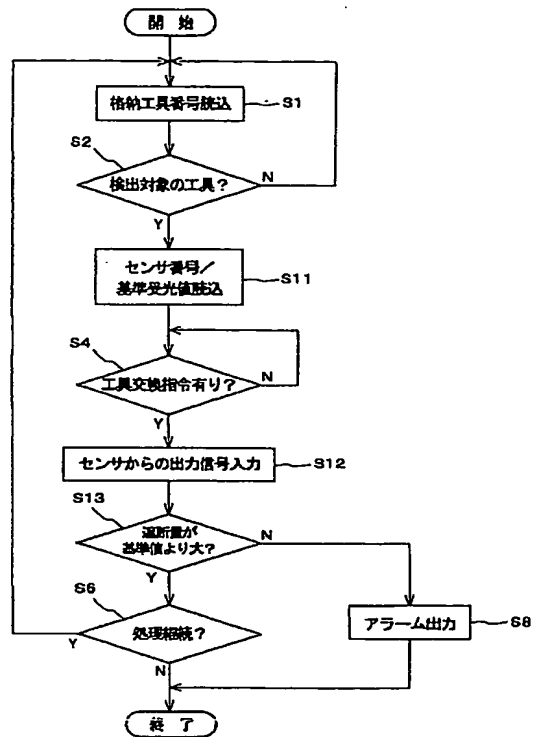 開 始
格納工具番号読込
S1
S2
検出対象の工具?
N
Y
センサ番号/
基準受光値読込
S11
S4
工具交換指令有り?
N
Y
センサからの出力信号入力
S12
S13
遮断量が
基準値より大?
N
Y
S6
処理継続?
Y
N
アラーム出力
S8
終 了